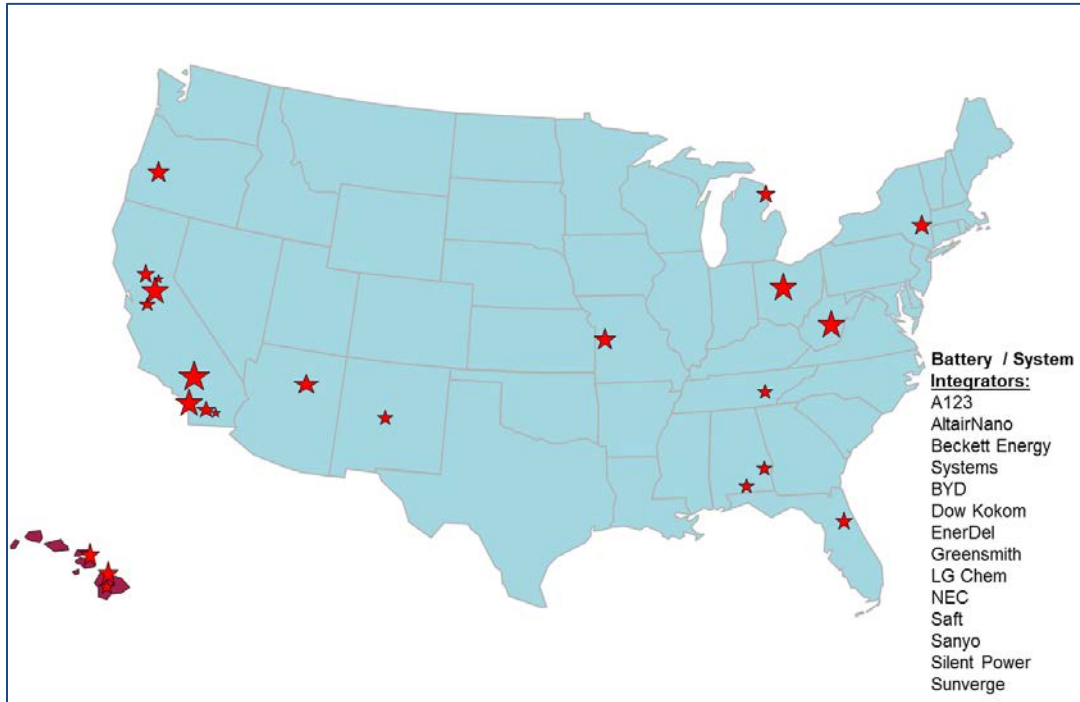 Battery / System
Integrators:
A123
AltairNano
Beckett Energy
Systems
BYD
Dow Kokom
EnerDel
Greensmith
LG Chem
NEC
Saft
Sanyo
Silent Power
Sunverge